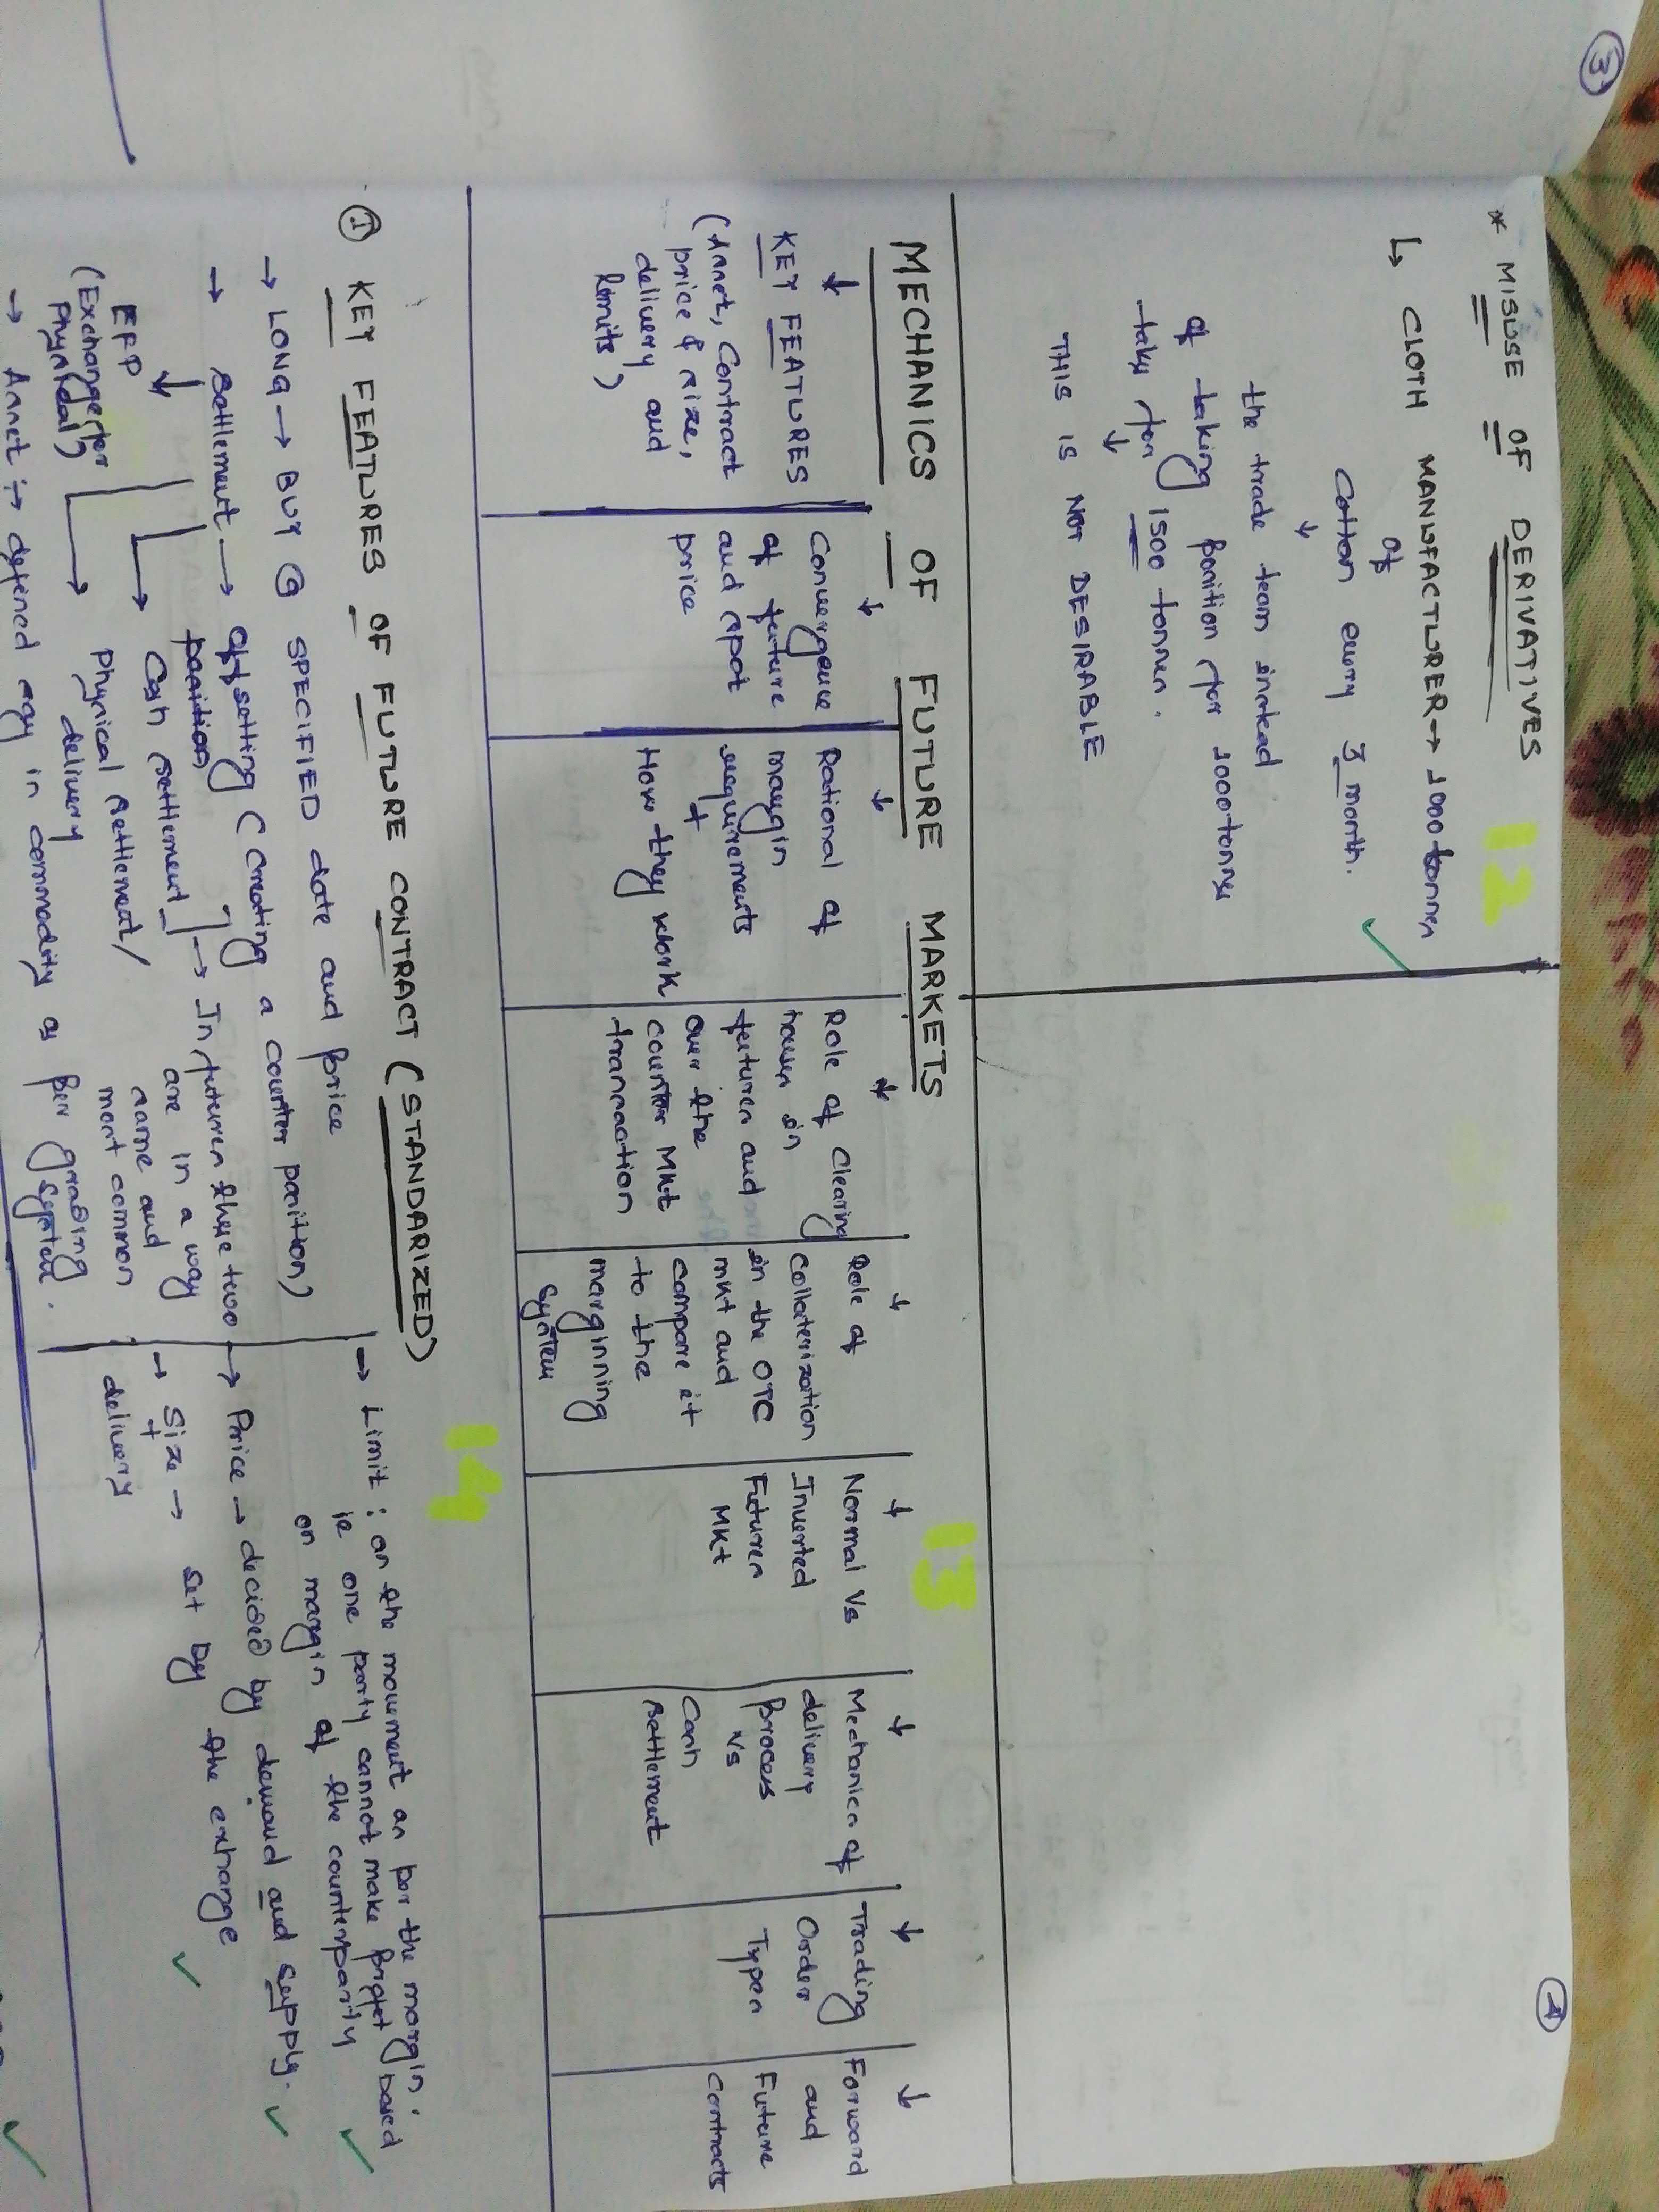 3
4
* MISUSE OF DERIVATIVES
12
↳ CLOTH MANUFACTURER → 1000 tonnes
of
Cotton every 3 month.
↓
the trade team instead
of taking position for 1000 tonnes
take for 1500 tonnes.
↓
THIS IS NOT DESIRABLE
MECHANICS OF FUTURE MARKETS
13
↓
KEY FEATURES
(Asset, Contract
price & size,
delivery and
limits)
↓
Convergence
of future
and spot
price
↓
Rational of
margin
requirements
+
How they work
↓
Role of Clearing
houses in
futures and
over the
counter Mkt
transaction
↓
Role of
Collaterization
in the OTC
mkt and
compare it
to the
margining
system
↓
Normal Vs
Inverted
Futures
Mkt
↓
Mechanics of
delivery
process
Vs
Cash
settlement
↓
Trading
Order
Types
↓
Forward
and
Future
Contracts
14
① KEY FEATURES OF FUTURE CONTRACT (STANDARIZED)
→ LONG → BUY @ SPECIFIED date and price
→ settlement → offsetting (Creating a counter position)
position
↓
Cash settlement
EFP
(Exchange for
Physical)
Physical settlement/
delivery
→ In futures these two
are in a way
same and
most common
→ Asset is defined esp in commodity as per grading
system.
→ Limit : on the movement as per the margin.
ie one party cannot make profit based
on margin of the counterparty
→ Price → decided by demand and supply.
→ Size → set by the exchange
+
delivery